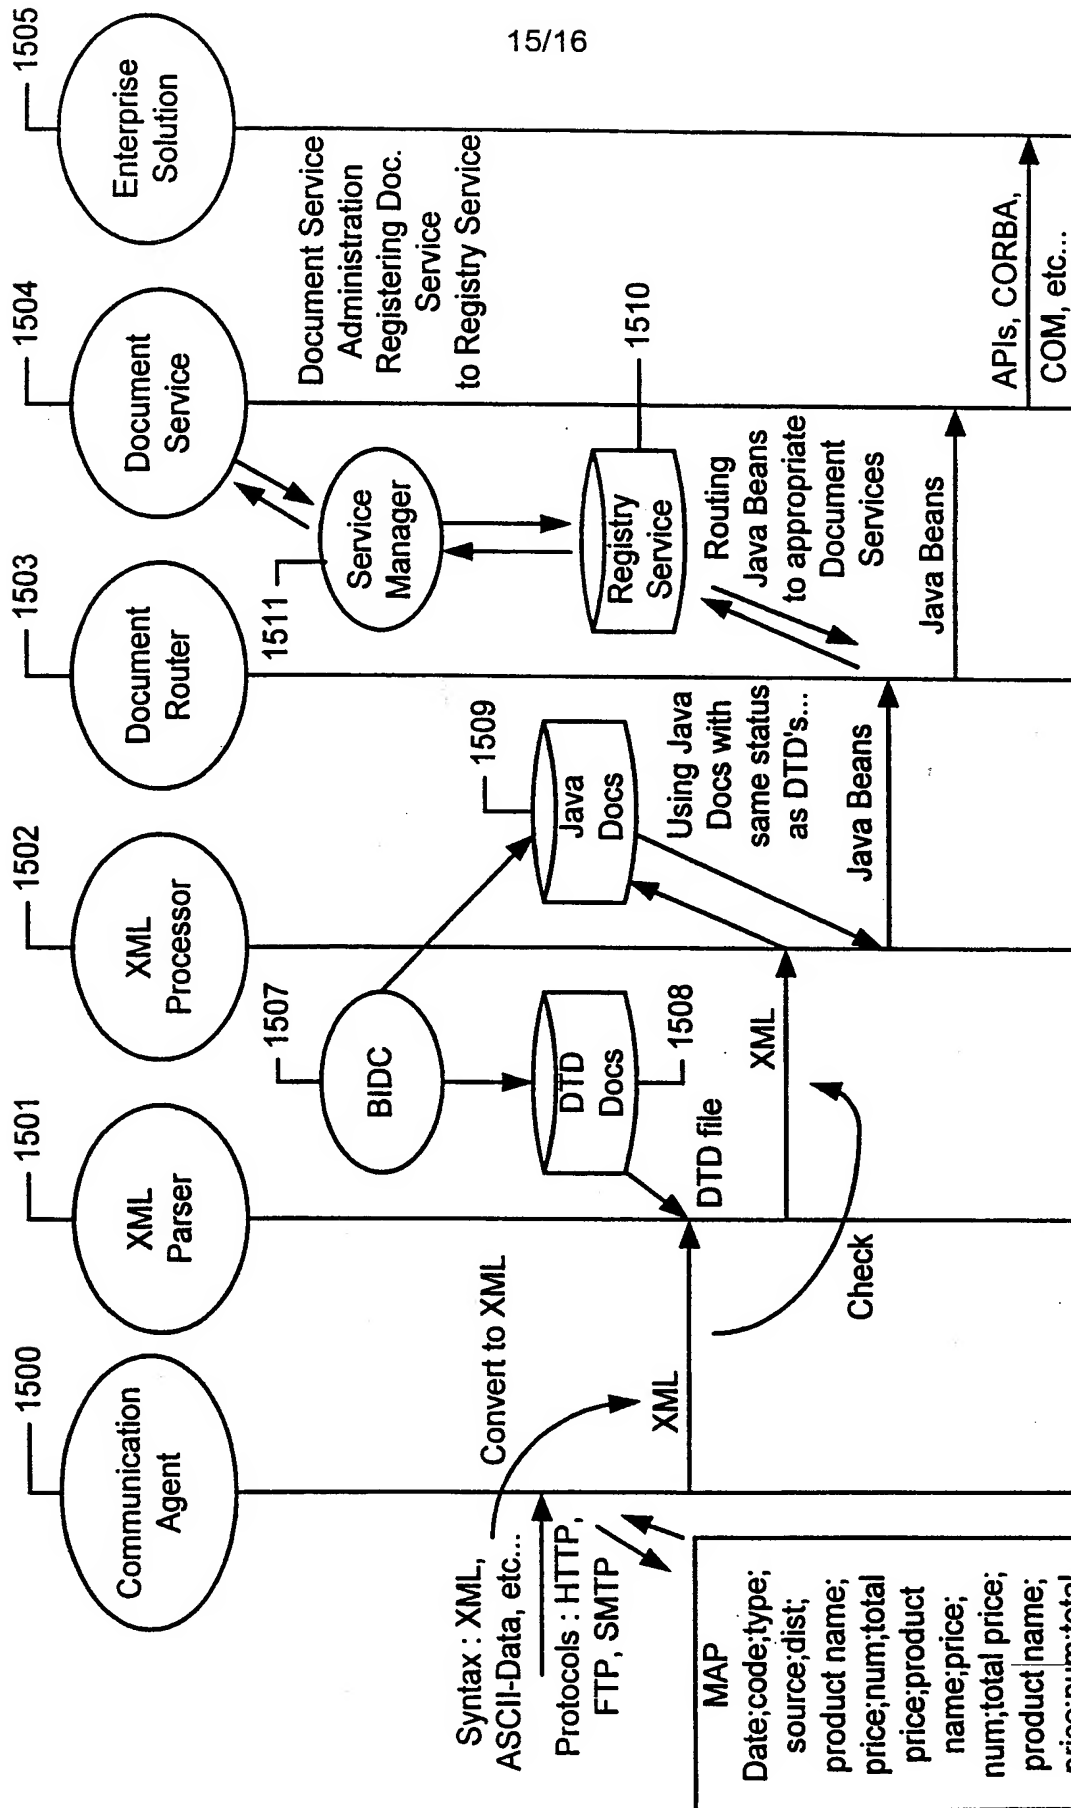 15/16
1500
Communication
Agent
1501
XML
Parser
1502
XML
Processor
1503
Document
Router
1504
Document
Service
1505
Enterprise
Solution
Syntax : XML,
ASCII-Data, etc...
Protocols : HTTP,
FTP, SMTP
Convert to XML
XML
MAP
Date;code;type;
source;dist;
product name;
price;num;total
price;product
name;price;
num;total price;
product name;
price;num;total
1507
BIDC
DTD
Docs
1508
DTD file
XML
Check
1509
Java
Docs
Using Java
Docs with
same status
as DTD's...
Java Beans
1511
Service
Manager
Registry
Service
1510
Routing
Java Beans
to appropriate
Document
Services
Java Beans
Document Service
Administration
Registering Doc.
Service
to Registry Service
APIs, CORBA,
COM, etc...